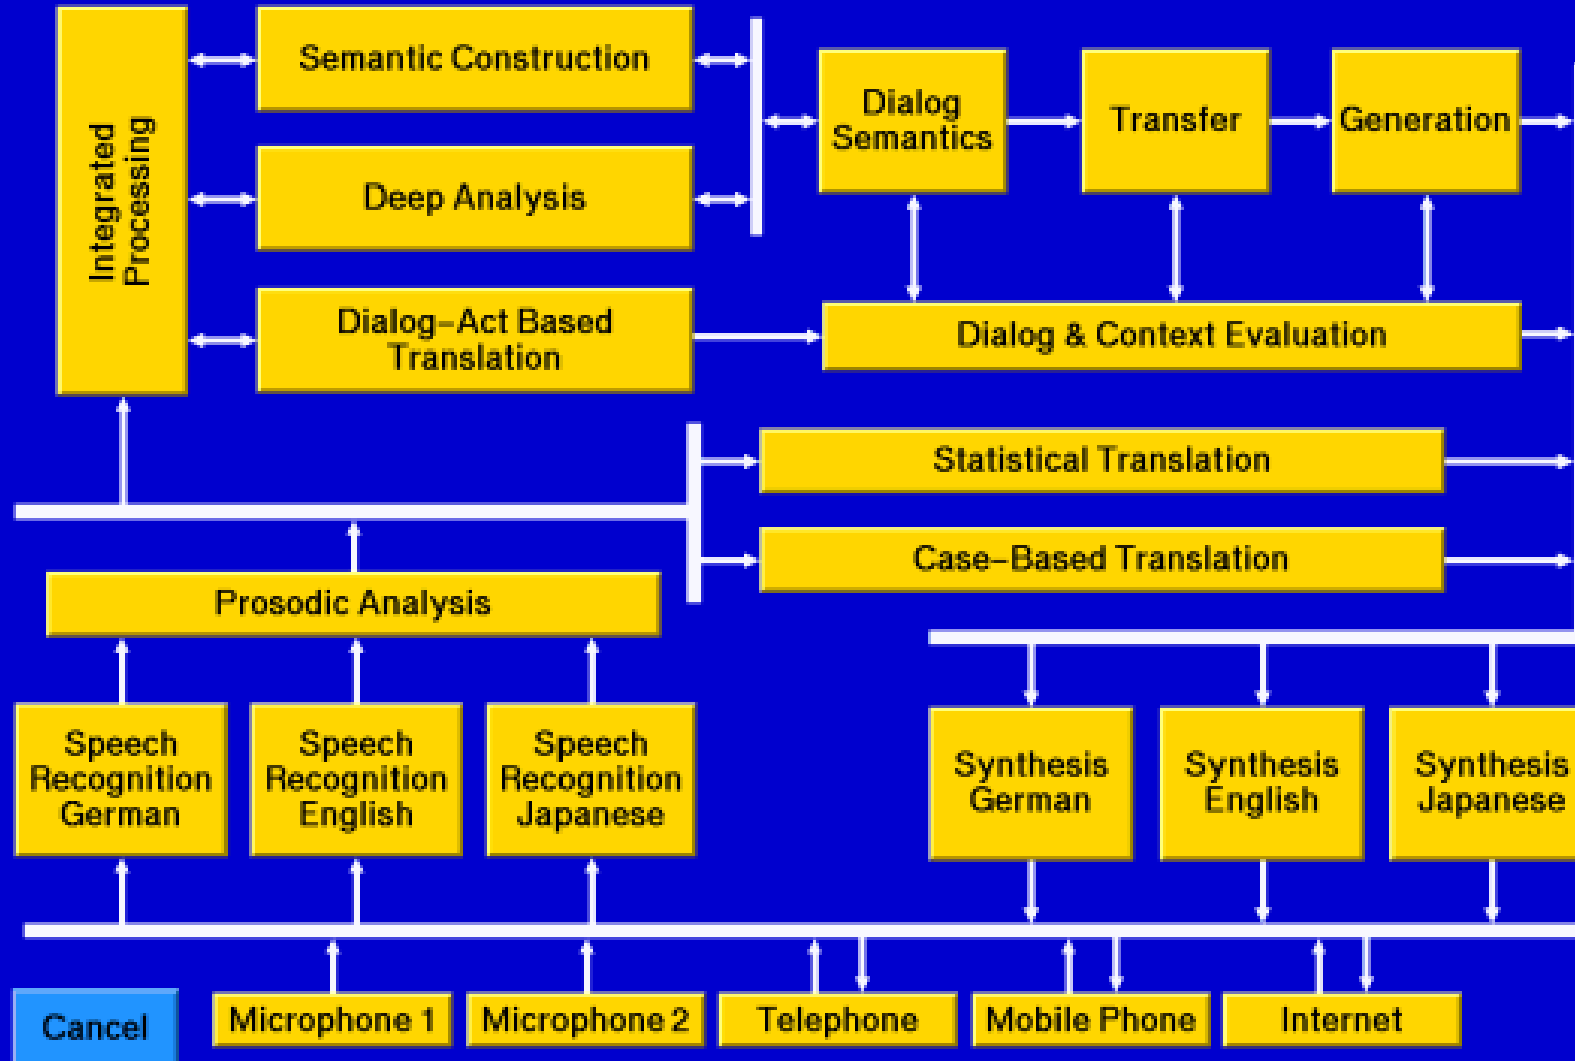 Integrated
Processing
Semantic Construction
Deep Analysis
Dialog–Act Based
Translation
Dialog
Semantics
Transfer
Generation
Dialog & Context Evaluation
Statistical Translation
Case–Based Translation
Prosodic Analysis
Speech
Recognition
German
Speech
Recognition
English
Speech
Recognition
Japanese
Synthesis
German
Synthesis
English
Synthesis
Japanese
Cancel
Microphone 1
Microphone 2
Telephone
Mobile Phone
Internet